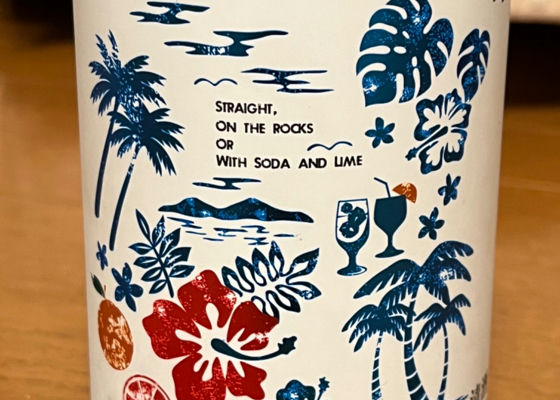 STRAIGHT,
ON THE ROCKS
OR
WITH SODA AND LIME